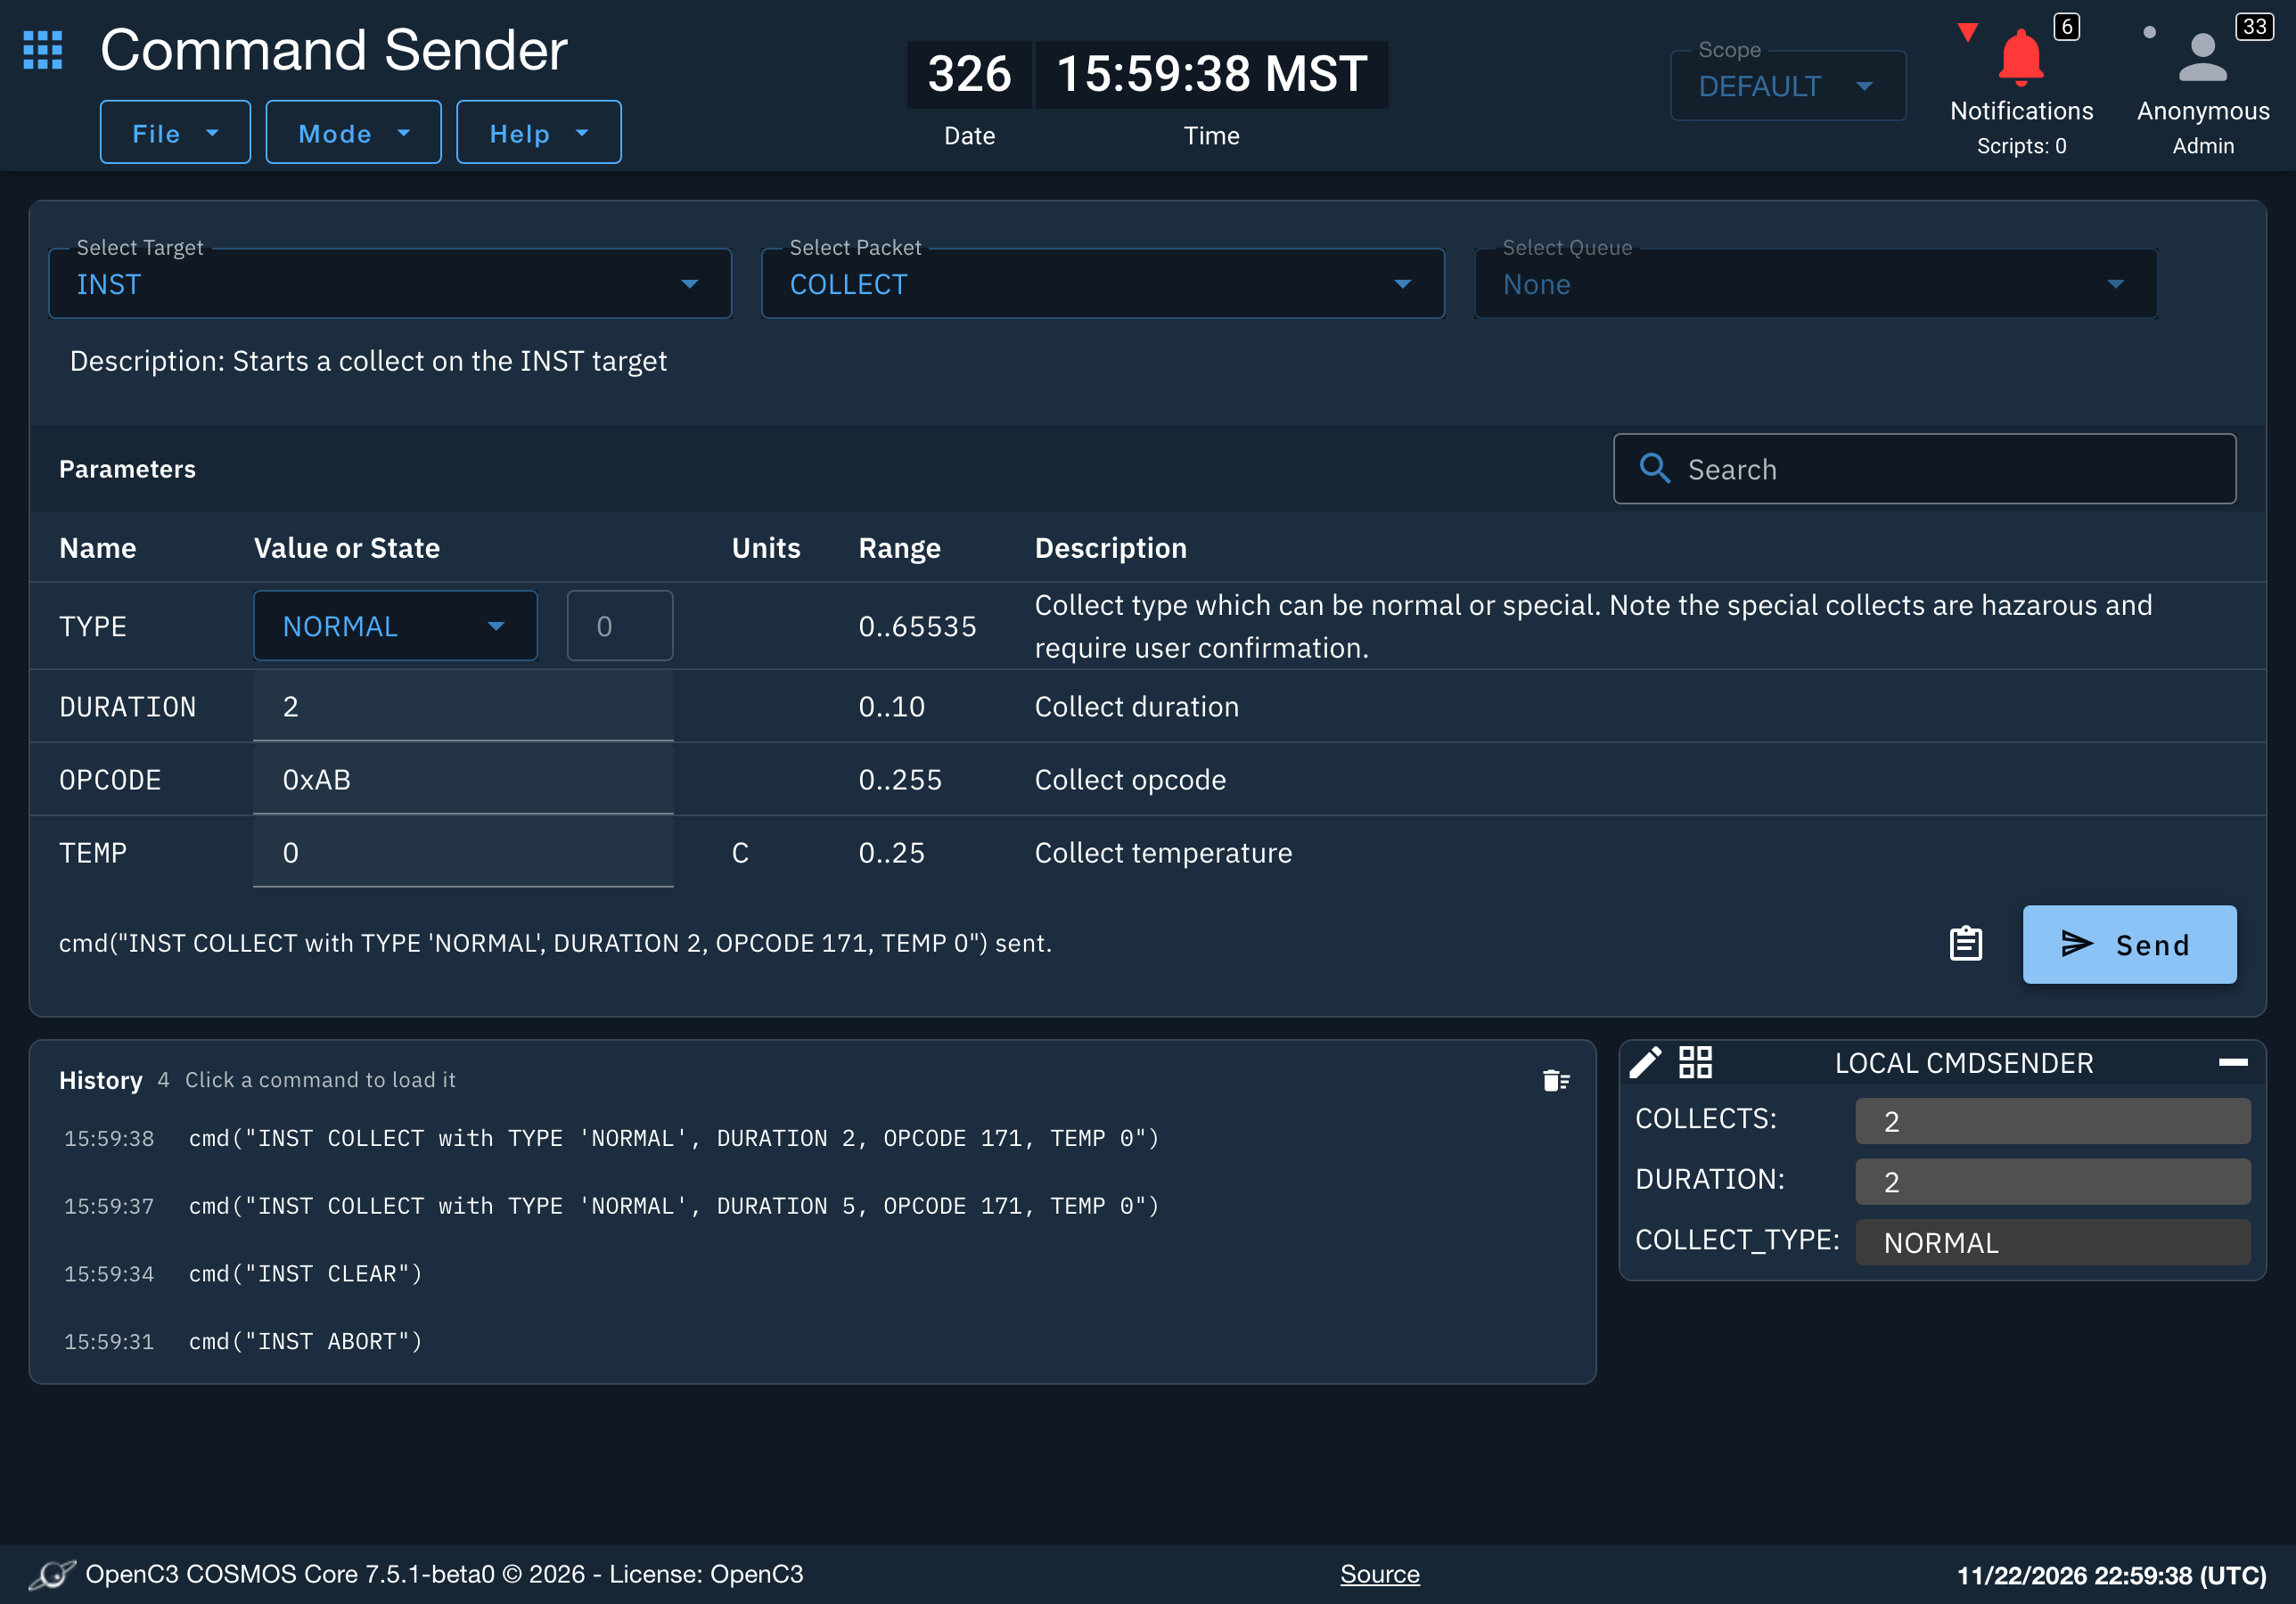 Command Sender
File
Mode
Help
326
15:59:38 MST
Date
Time
Scope
DEFAULT
6
Notifications
Scripts: 0
33
Anonymous
Admin
Select Target
INST
Select Packet
COLLECT
Select Queue
None
Description: Starts a collect on the INST target
Parameters
Search
Name Value or State Units Range Description
TYPE NORMAL 0 0..65535 Collect type which can be normal or special. Note the special collects are hazarous and
require user confirmation.
DURATION 2 0..10 Collect duration
OPCODE 0xAB 0..255 Collect opcode
TEMP 0 C 0..25 Collect temperature
cmd("INST COLLECT with TYPE 'NORMAL', DURATION 2, OPCODE 171, TEMP 0") sent.
Send
History 4 Click a command to load it
15:59:38 cmd("INST COLLECT with TYPE 'NORMAL', DURATION 2, OPCODE 171, TEMP 0")
15:59:37 cmd("INST COLLECT with TYPE 'NORMAL', DURATION 5, OPCODE 171, TEMP 0")
15:59:34 cmd("INST CLEAR")
15:59:31 cmd("INST ABORT")
LOCAL CMDSENDER
COLLECTS: 2
DURATION: 2
COLLECT_TYPE: NORMAL
OpenC3 COSMOS Core 7.5.1-beta0 © 2026 - License: OpenC3
Source
11/22/2026 22:59:38 (UTC)